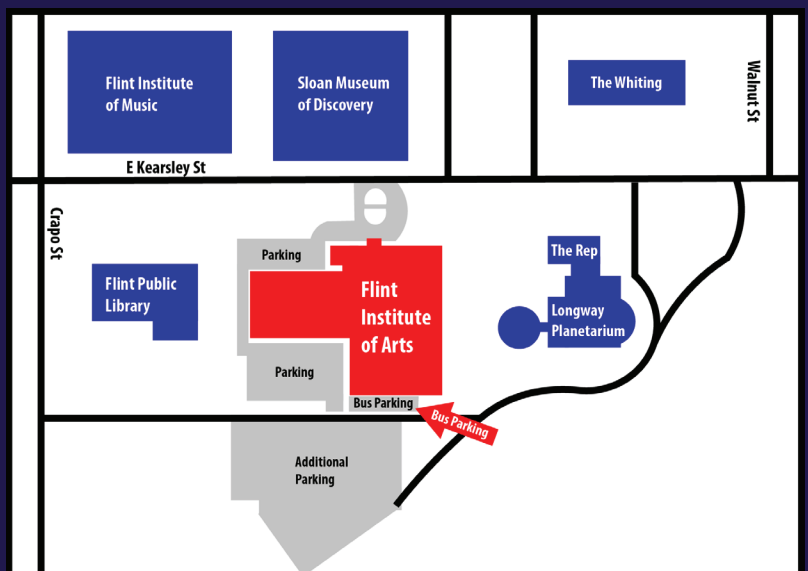 Flint Institute
of Music
Sloan Museum
of Discovery
The Whiting
Walnut St
E Kearsley St
Crapo St
Parking
Flint Public
Library
Flint
Institute
of Arts
The Rep
Longway
Planetarium
Parking
Bus Parking
Bus Parking
Additional
Parking